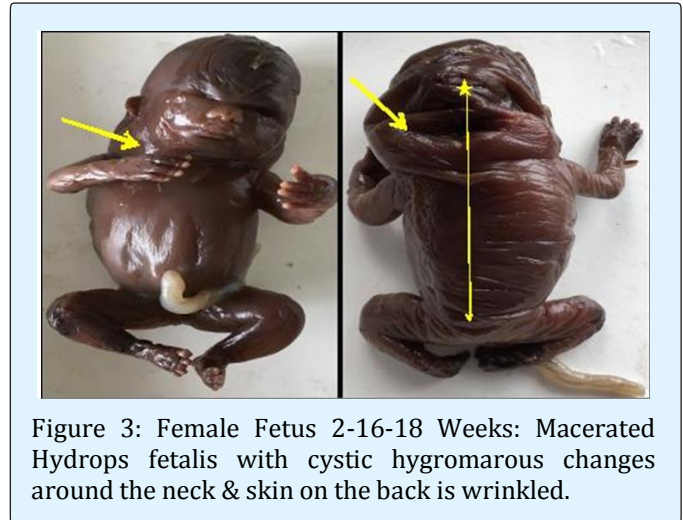 Figure 3: Female Fetus 2-16-18 Weeks: Macerated
Hydrops fetalis with cystic hygromarous changes
around the neck & skin on the back is wrinkled.